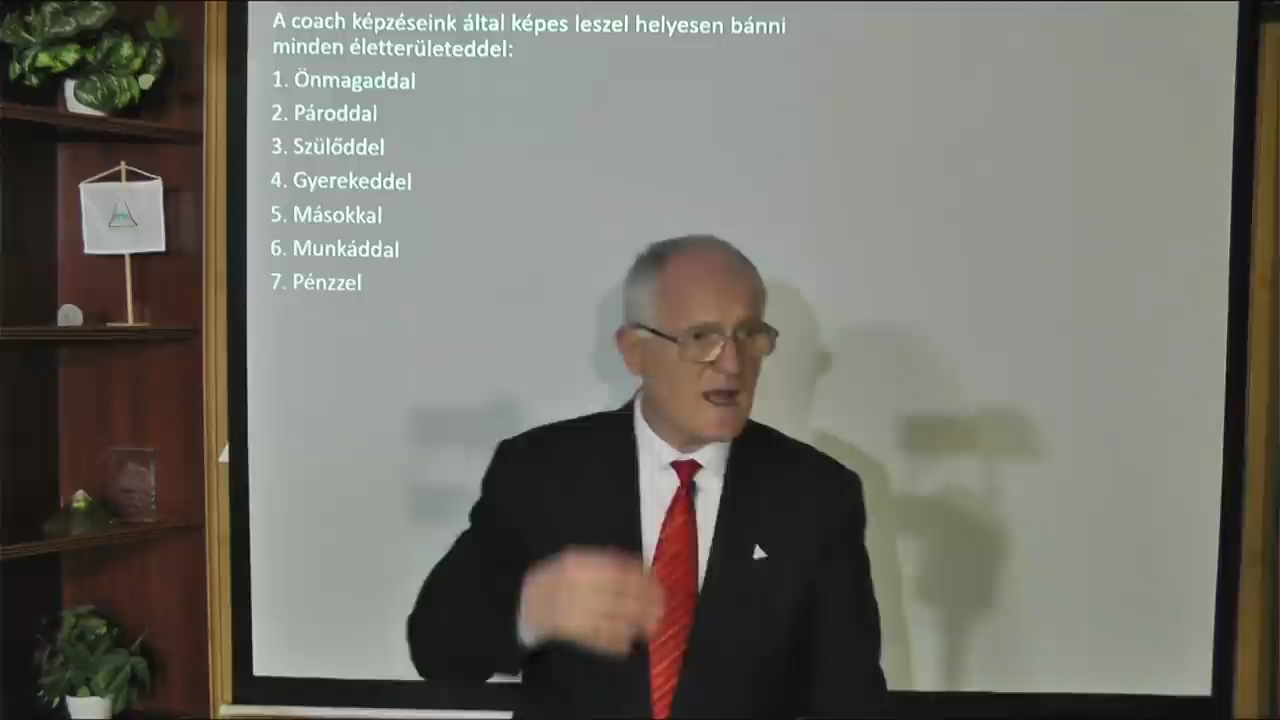 A coach képzéseink által képes leszel helyesen bánni
minden életterületeddel:
1. Önmagaddal
2. Pároddal
3. Szülőddel
4. Gyerekeddel
5. Másokkal
6. Munkáddal
7. Pénzzel